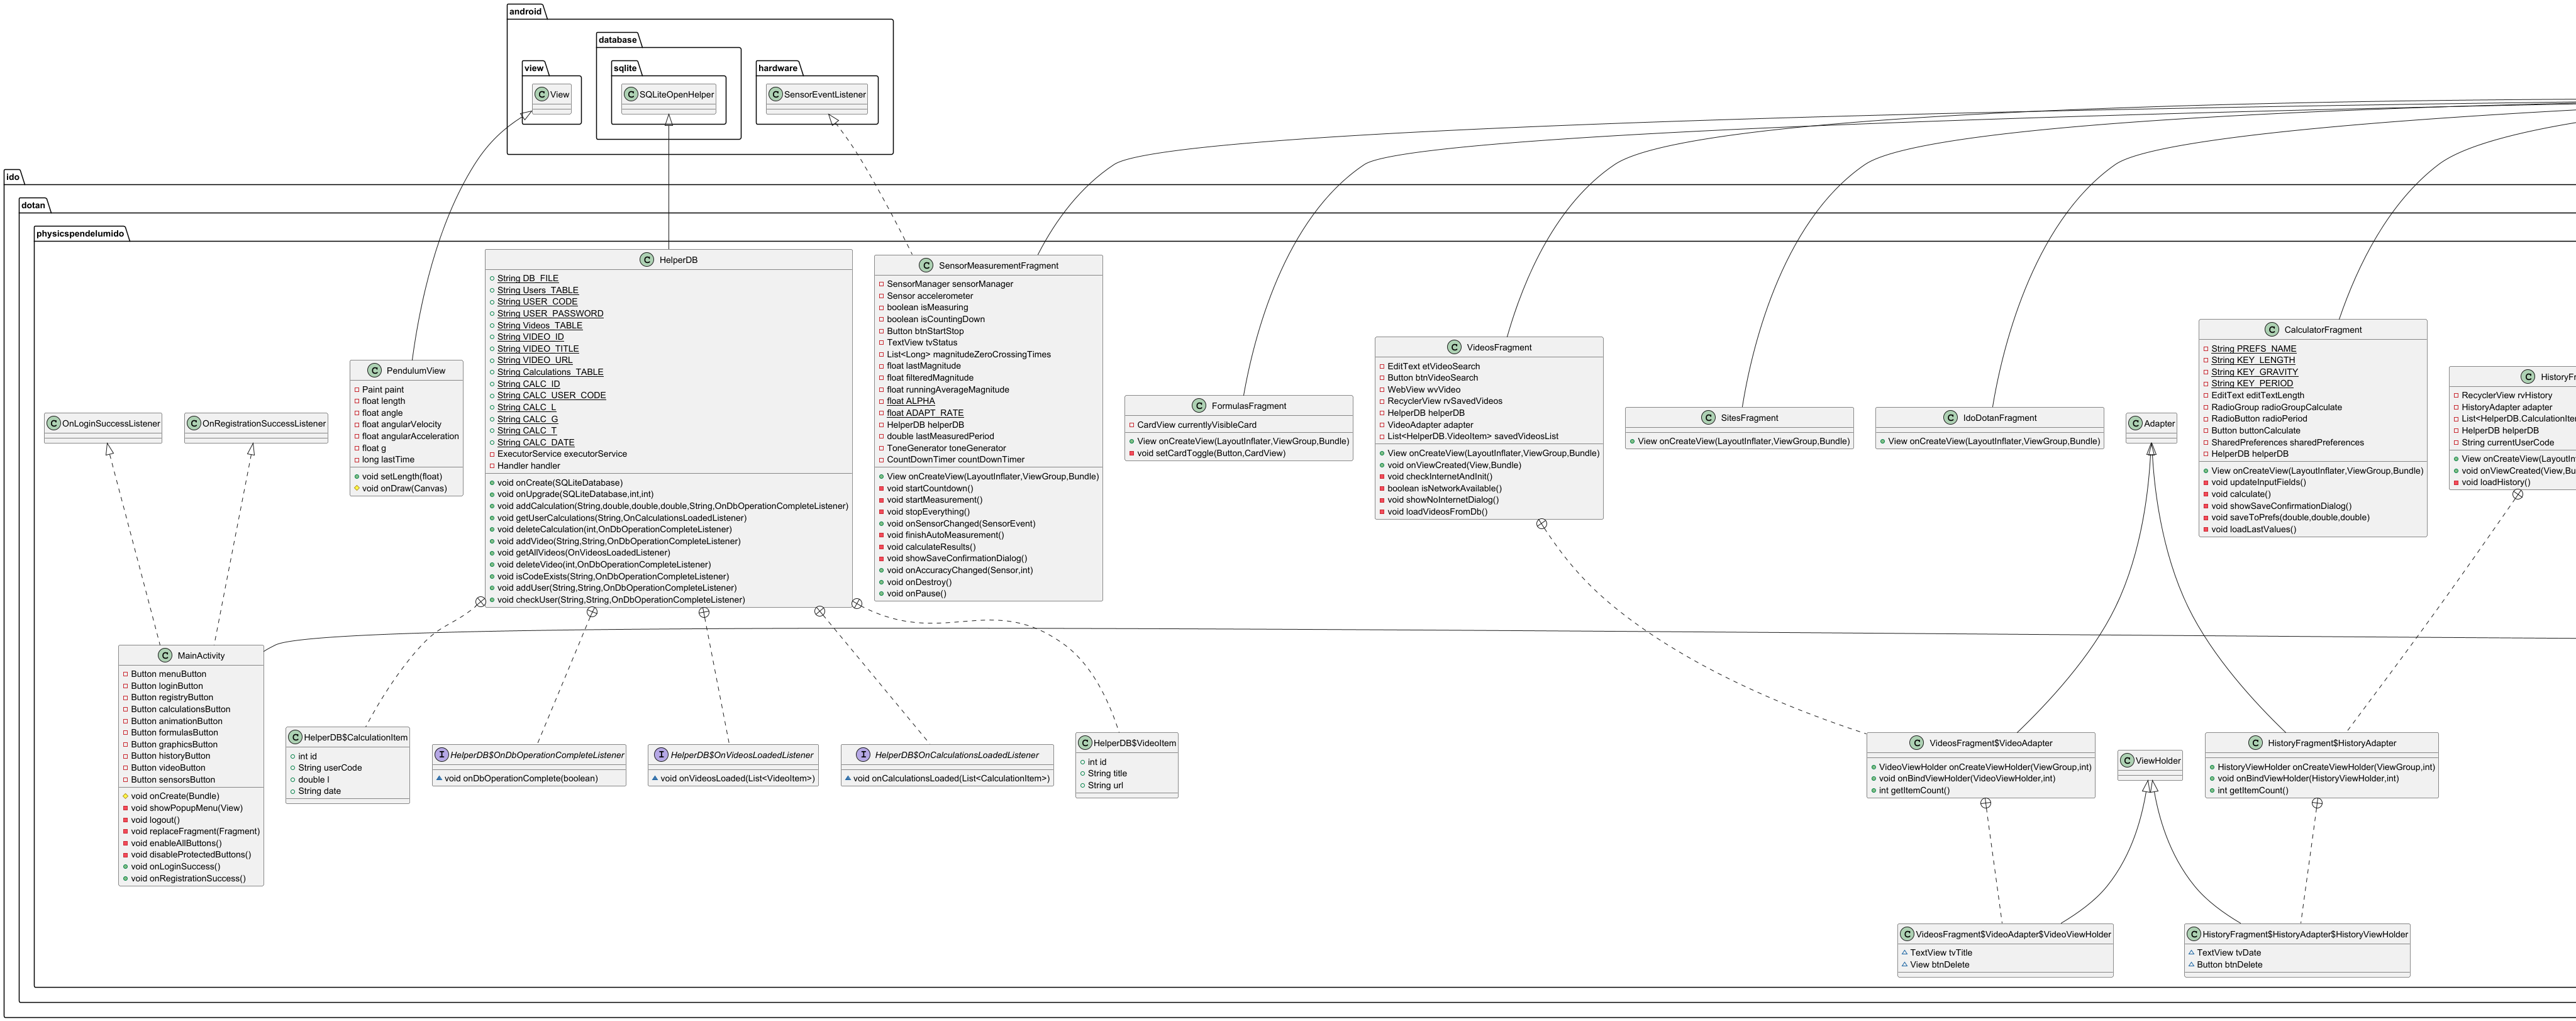 android
database
view
sqlite
hardware
View
SQLiteOpenHelper
SensorEventListener
ido
dotan
physicspendelumido
OnLoginSuccessListener
OnRegistrationSuccessListener
PendulumView
Paint paint
float length
float angle
float angularVelocity
float angularAcceleration
float g
long lastTime
void setLength(float)
void onDraw(Canvas)
HelperDB
String DB_FILE
String Users_TABLE
String USER_CODE
String USER_PASSWORD
String Videos_TABLE
String VIDEO_ID
String VIDEO_TITLE
String VIDEO_URL
String Calculations_TABLE
String CALC_ID
String CALC_USER_CODE
String CALC_L
String CALC_G
String CALC_T
String CALC_DATE
ExecutorService executorService
Handler handler
void onCreate(SQLiteDatabase)
void onUpgrade(SQLiteDatabase,int,int)
void addCalculation(String,double,double,double,String,OnDbOperationCompleteListener)
void getUserCalculations(String,OnCalculationsLoadedListener)
void deleteCalculation(int,OnDbOperationCompleteListener)
void addVideo(String,String,OnDbOperationCompleteListener)
void getAllVideos(OnVideosLoadedListener)
void deleteVideo(int,OnDbOperationCompleteListener)
void isCodeExists(String,OnDbOperationCompleteListener)
void addUser(String,String,OnDbOperationCompleteListener)
void checkUser(String,String,OnDbOperationCompleteListener)
SensorMeasurementFragment
SensorManager sensorManager
Sensor accelerometer
boolean isMeasuring
boolean isCountingDown
Button btnStartStop
TextView tvStatus
List<Long> magnitudeZeroCrossingTimes
float lastMagnitude
float filteredMagnitude
float runningAverageMagnitude
float ALPHA
float ADAPT_RATE
HelperDB helperDB
double lastMeasuredPeriod
ToneGenerator toneGenerator
CountDownTimer countDownTimer
View onCreateView(LayoutInflater,ViewGroup,Bundle)
void startCountdown()
void startMeasurement()
void stopEverything()
void onSensorChanged(SensorEvent)
void finishAutoMeasurement()
void calculateResults()
void showSaveConfirmationDialog()
void onAccuracyChanged(Sensor,int)
void onDestroy()
void onPause()
FormulasFragment
CardView currentlyVisibleCard
View onCreateView(LayoutInflater,ViewGroup,Bundle)
void setCardToggle(Button,CardView)
VideosFragment
EditText etVideoSearch
Button btnVideoSearch
WebView wvVideo
RecyclerView rvSavedVideos
HelperDB helperDB
VideoAdapter adapter
List<HelperDB.VideoItem> savedVideosList
View onCreateView(LayoutInflater,ViewGroup,Bundle)
void onViewCreated(View,Bundle)
void checkInternetAndInit()
boolean isNetworkAvailable()
void showNoInternetDialog()
void loadVideosFromDb()
SitesFragment
View onCreateView(LayoutInflater,ViewGroup,Bundle)
IdoDotanFragment
View onCreateView(LayoutInflater,ViewGroup,Bundle)
Adapter
CalculatorFragment
String PREFS_NAME
String KEY_LENGTH
String KEY_GRAVITY
String KEY_PERIOD
EditText editTextLength
RadioGroup radioGroupCalculate
RadioButton radioPeriod
Button buttonCalculate
SharedPreferences sharedPreferences
HelperDB helperDB
View onCreateView(LayoutInflater,ViewGroup,Bundle)
void updateInputFields()
void calculate()
void showSaveConfirmationDialog()
void saveToPrefs(double,double,double)
void loadLastValues()
HistoryFr
RecyclerView rvHistory
HistoryAdapter adapter
List<HelperDB.CalculationIte
HelperDB helperDB
String currentUserCode
View onCreateView(LayoutIn
void onViewCreated(View,Bu
void loadHistory()
MainActivity
Button menuButton
Button loginButton
Button registryButton
Button calculationsButton
Button animationButton
Button formulasButton
Button graphicsButton
Button historyButton
Button videoButton
Button sensorsButton
void onCreate(Bundle)
void showPopupMenu(View)
void logout()
void replaceFragment(Fragment)
void enableAllButtons()
void disableProtectedButtons()
void onLoginSuccess()
void onRegistrationSuccess()
HelperDB$CalculationItem
int id
String userCode
double l
String date
HelperDB$OnDbOperationCompleteListener
void onDbOperationComplete(boolean)
HelperDB$OnVideosLoadedListener
void onVideosLoaded(List<VideoItem>)
HelperDB$OnCalculationsLoadedListener
void onCalculationsLoaded(List<CalculationItem>)
HelperDB$VideoItem
int id
String title
String url
VideosFragment$VideoAdapter
VideoViewHolder onCreateViewHolder(ViewGroup,int)
void onBindViewHolder(VideoViewHolder,int)
int getItemCount()
ViewHolder
HistoryFragment$HistoryAdapter
HistoryViewHolder onCreateViewHolder(ViewGroup,int)
void onBindViewHolder(HistoryViewHolder,int)
int getItemCount()
VideosFragment$VideoAdapter$VideoViewHolder
TextView tvTitle
View btnDelete
HistoryFragment$HistoryAdapter$HistoryViewHolder
TextView tvDate
Button btnDelete